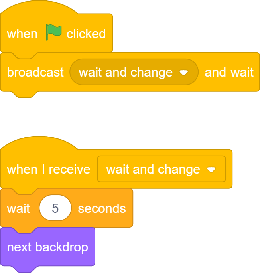 when clicked
broadcast wait and change and wait
when I receive wait and change
wait 5 seconds
next backdrop